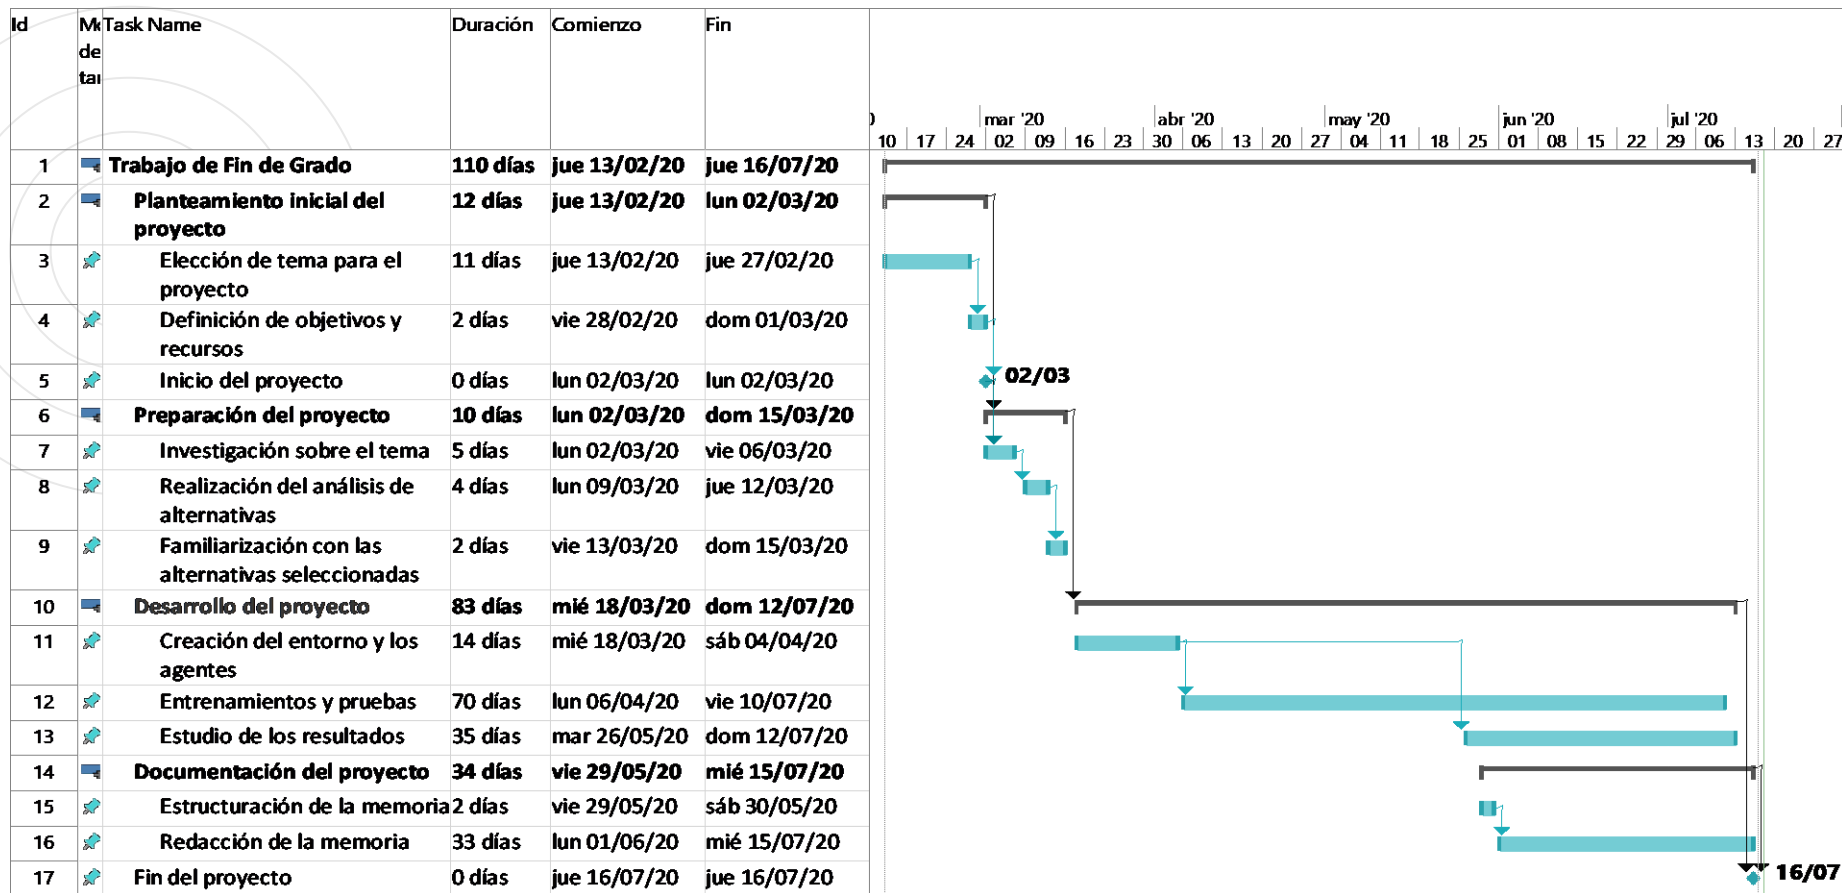 Id Mo Task Name Duración Comienzo Fin
de
tar
mar '20 abr '20 may '20 jun '20 jul '20
10 17 24 02 09 16 23 30 06 13 20 27 04 11 18 25 01 08 15 22 29 06 13 20 27
1 Trabajo de Fin de Grado 110 días jue 13/02/20 jue 16/07/20
2 Planteamiento inicial del 12 días jue 13/02/20 lun 02/03/20
proyecto
3 Elección de tema para el 11 días jue 13/02/20 jue 27/02/20
proyecto
4 Definición de objetivos y 2 días vie 28/02/20 dom 01/03/20
recursos
5 Inicio del proyecto 0 días lun 02/03/20 lun 02/03/20 02/03
6 Preparación del proyecto 10 días lun 02/03/20 dom 15/03/20
7 Investigación sobre el tema 5 días lun 02/03/20 vie 06/03/20
8 Realización del análisis de 4 días lun 09/03/20 jue 12/03/20
alternativas
9 Familiarización con las 2 días vie 13/03/20 dom 15/03/20
alternativas seleccionadas
10 Desarrollo del proyecto 83 días mié 18/03/20 dom 12/07/20
11 Creación del entorno y los 14 días mié 18/03/20 sáb 04/04/20
agentes
12 Entrenamientos y pruebas 70 días lun 06/04/20 vie 10/07/20
13 Estudio de los resultados 35 días mar 26/05/20 dom 12/07/20
14 Documentación del proyecto 34 días vie 29/05/20 mié 15/07/20
15 Estructuración de la memoria 2 días vie 29/05/20 sáb 30/05/20
16 Redacción de la memoria 33 días lun 01/06/20 mié 15/07/20
17 Fin del proyecto 0 días jue 16/07/20 jue 16/07/20 16/07